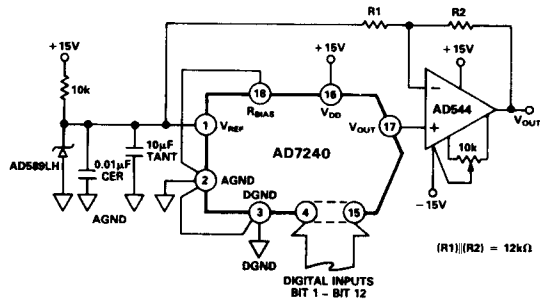 R1
R2
+15V
+15V
+15V
10k
18
16
R_BIAS
V_DD
17
V_OUT
AD544
V_OUT
1
V_REF
AD7240
10k
AD589LH
0.01μF
CER
10μF
TANT
2
AGND
-15V
AGND
DGND
3
4
15
DGND
(R1)||(R2) = 12kΩ
DIGITAL INPUTS
BIT 1 – BIT 12